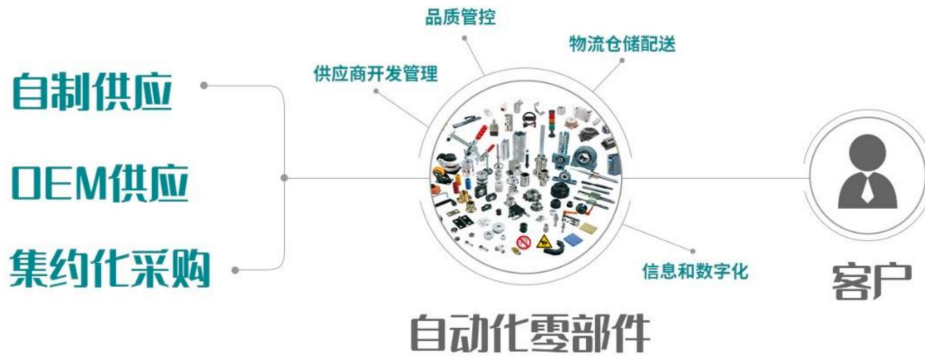 品质管控
物流仓储配送
供应商开发管理
自制供应
OEM供应
集约化采购
信息和数字化
客户
自动化零部件